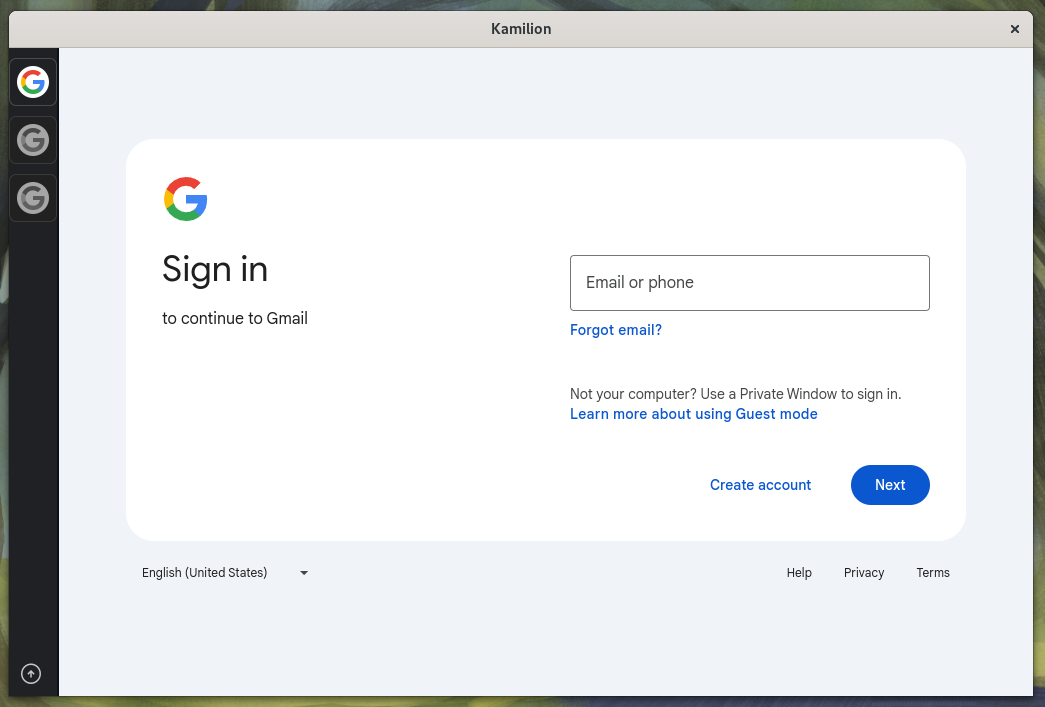 Kamilion
Sign in
to continue to Gmail
Email or phone
Forgot email?
Not your computer? Use a Private Window to sign in.
Learn more about using Guest mode
Create account
Next
English (United States)
Help
Privacy
Terms